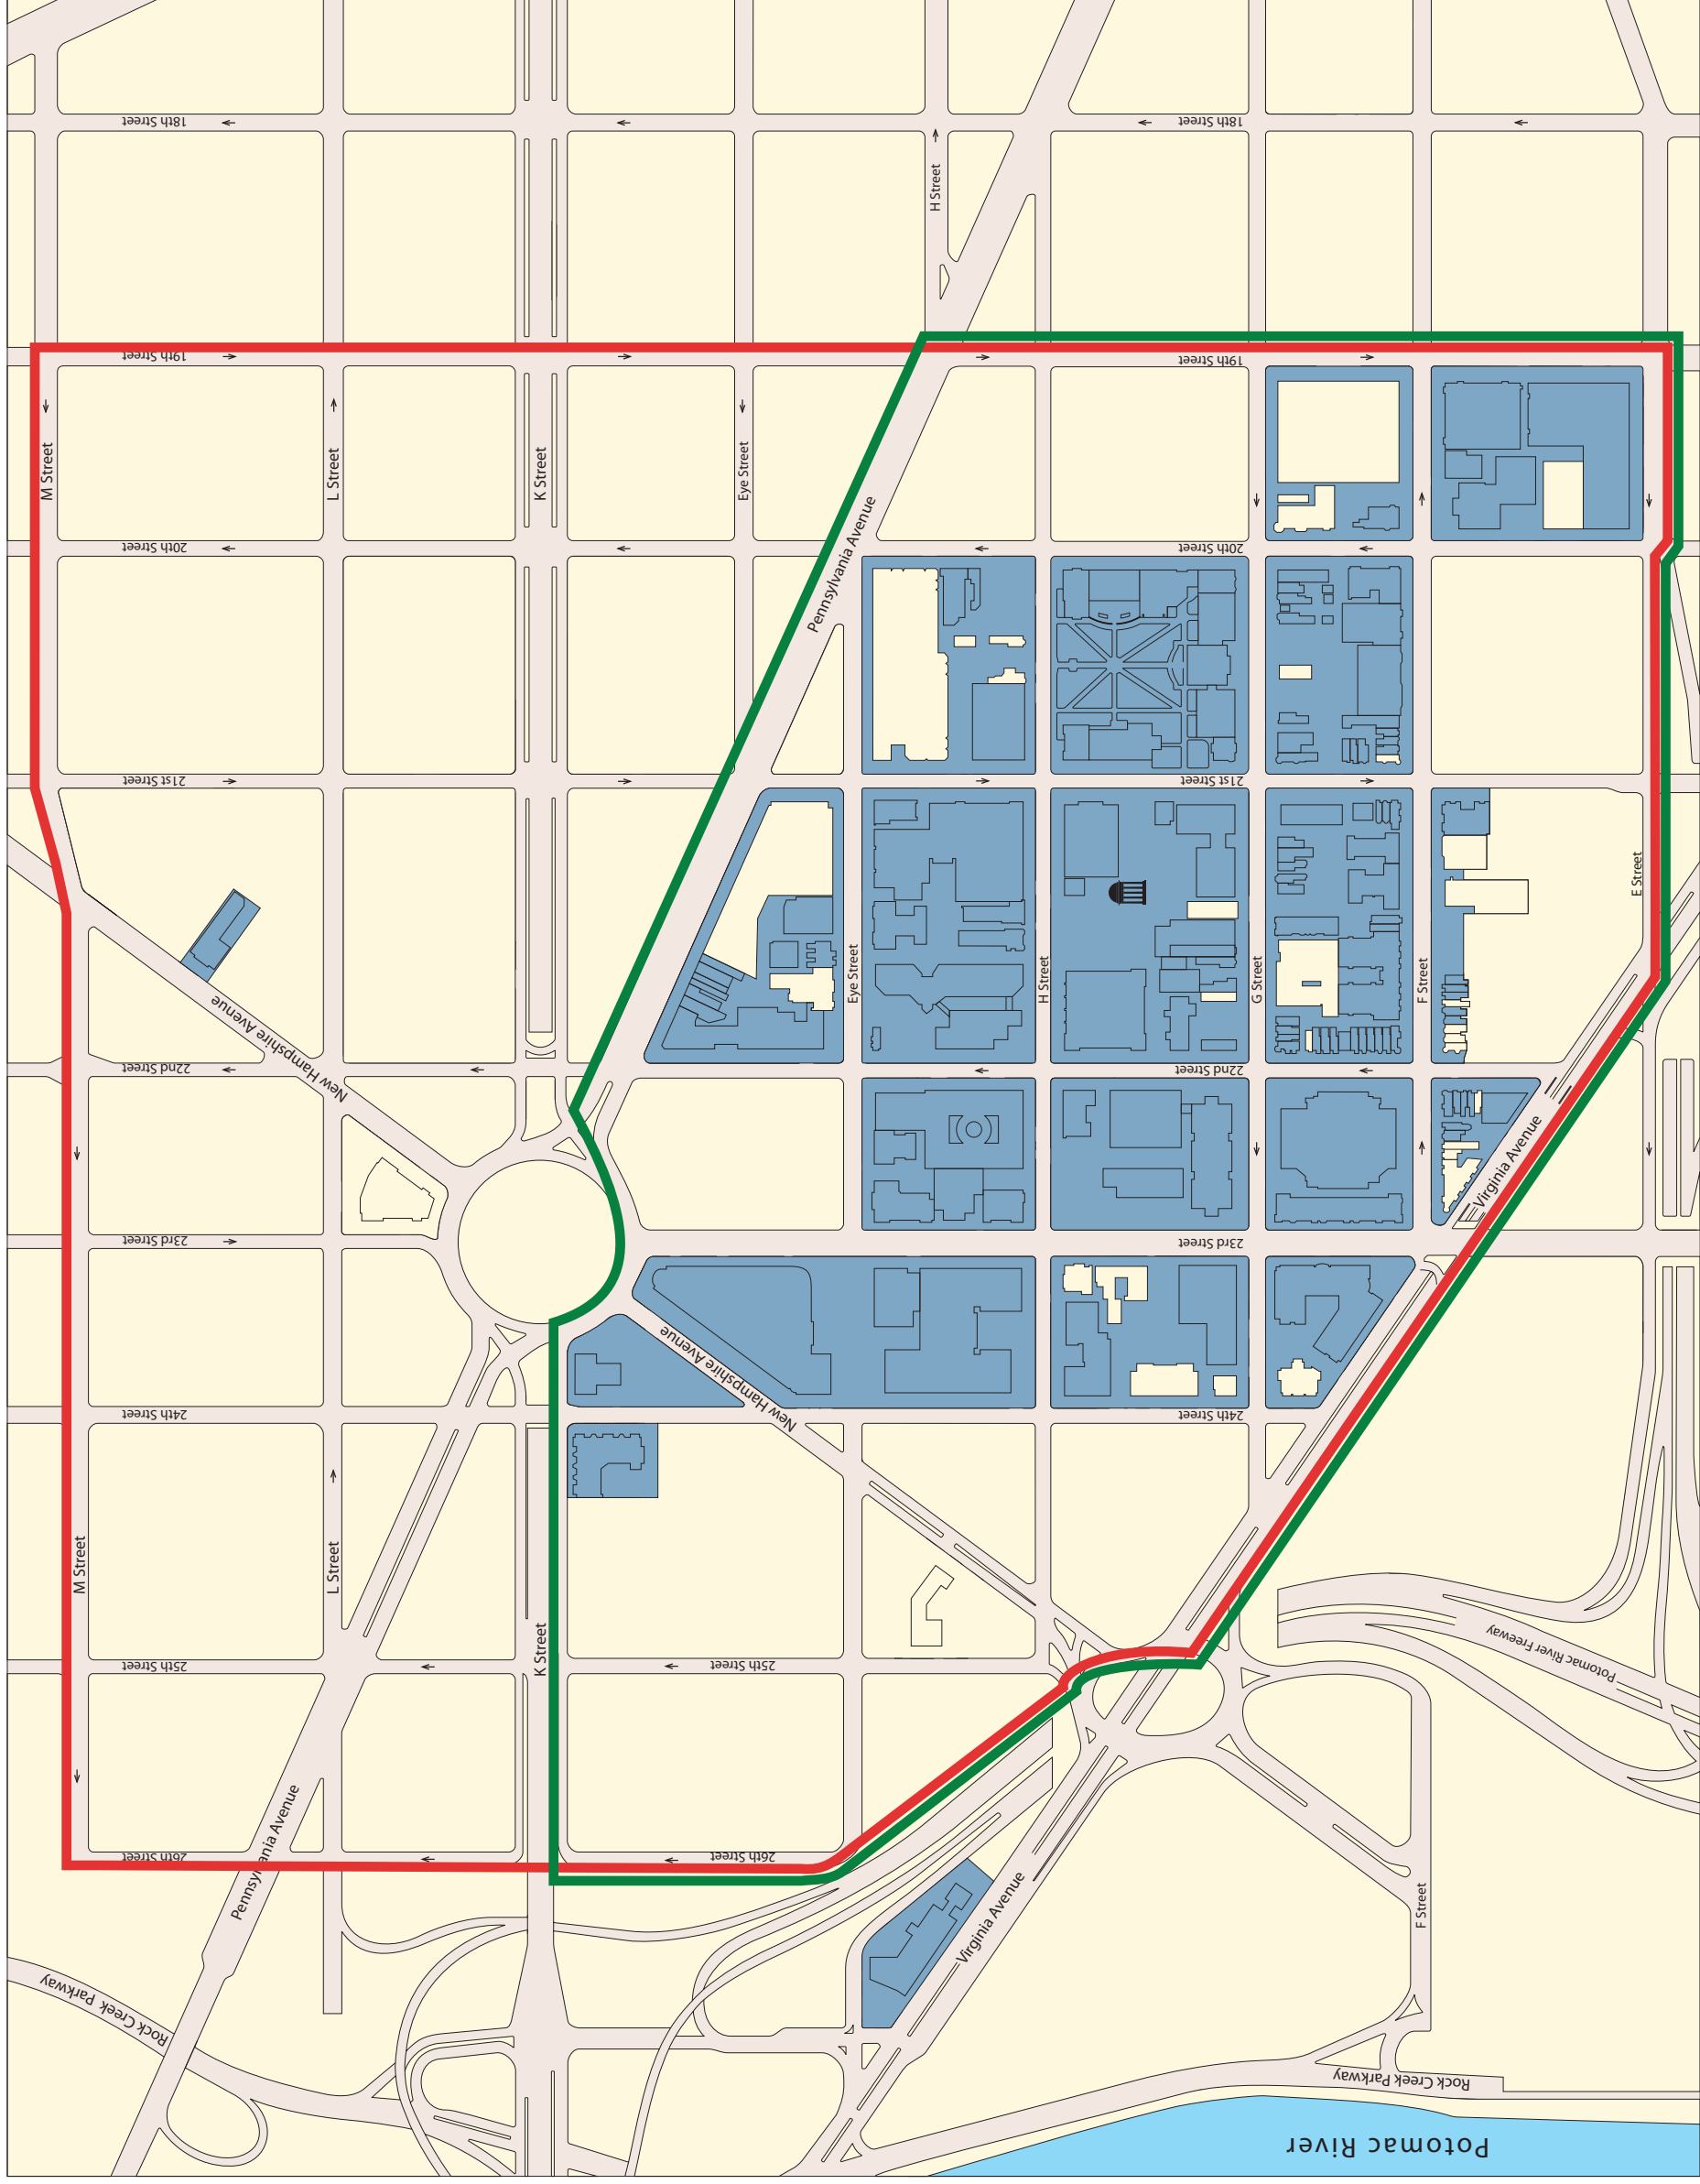 18th Street
18th Street
H Street
19th Street
19th Street
M Street
L Street
K Street
Eye Street
Pennsylvania Avenue
20th Street
20th Street
21st Street
21st Street
E Street
New Hampshire Avenue
Eye Street
H Street
G Street
F Street
22nd Street
22nd Street
Virginia Avenue
23rd Street
23rd Street
New Hampshire Avenue
24th Street
24th Street
M Street
L Street
K Street
Potomac River Freeway
25th Street
25th Street
Pennsylvania Avenue
26th Street
26th Street
Virginia Avenue
F Street
Rock Creek Parkway
Rock Creek Parkway
Potomac River